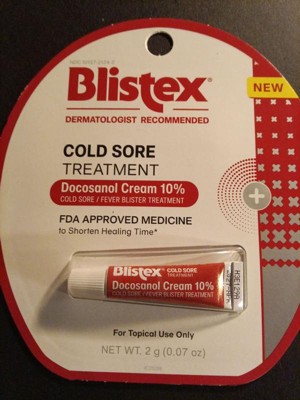 Blistex®
DERMATOLOGIST RECOMMENDED
NEW
COLD SORE
TREATMENT
Docosanol Cream 10%
COLD SORE / FEVER BLISTER TREATMENT
FDA APPROVED MEDICINE
to Shorten Healing Time*
Blistex COLD SORE
TREATMENT
Docosanol Cream 10%
COLD SORE / FEVER BLISTER TREATMENT
For Topical Use Only
NET WT. 2 g (0.07 oz)